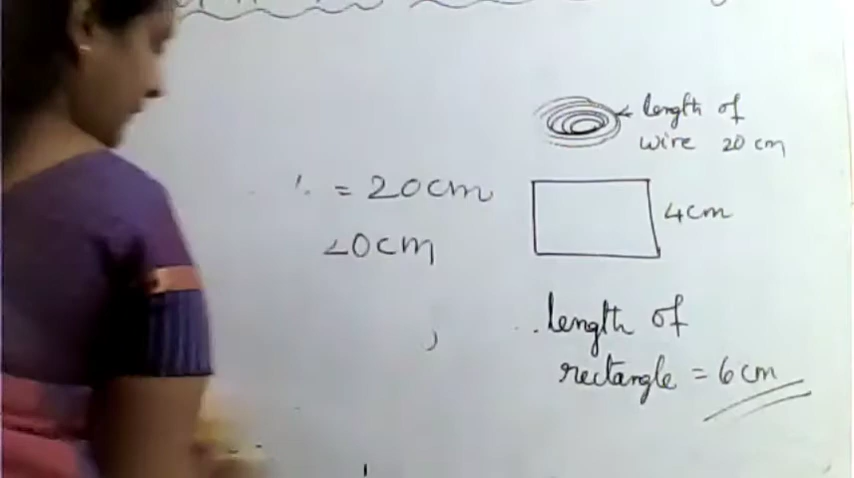 length of
wire 20 cm
= 20cm
4cm
20cm
length of
rectangle = 6cm